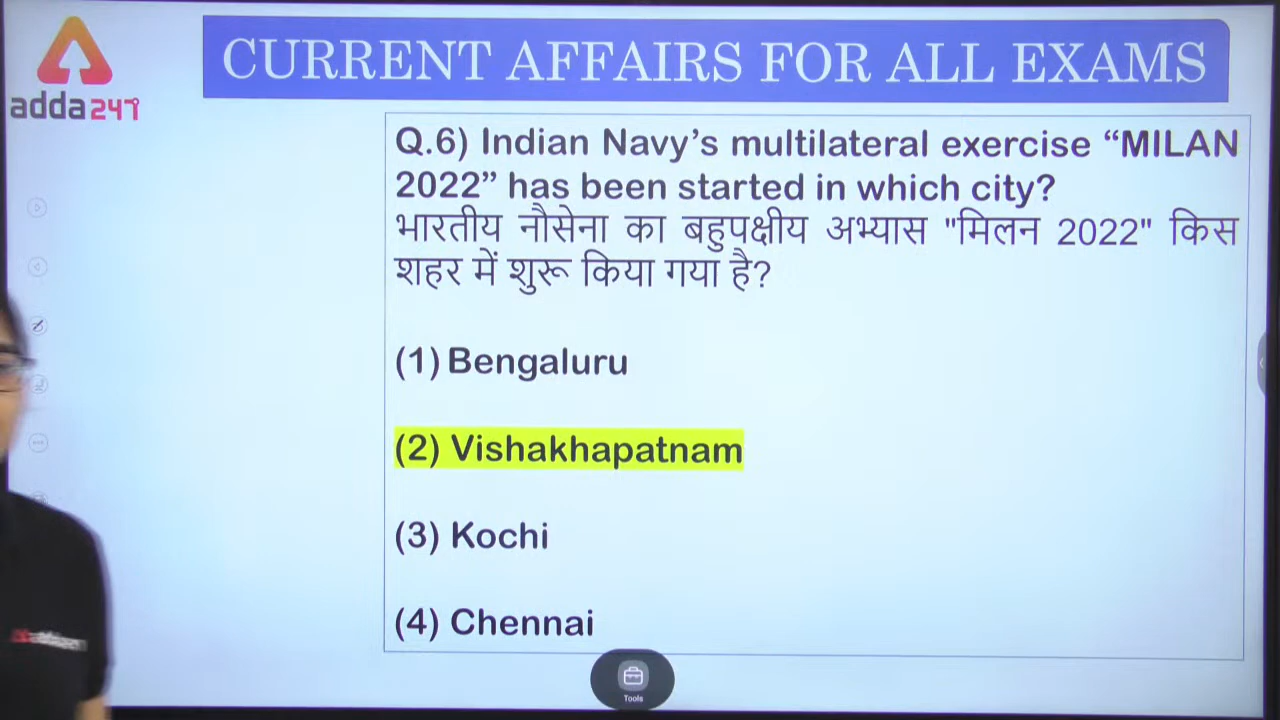 CURRENT AFFAIRS FOR ALL EXAMS
adda247
Q.6) Indian Navy's multilateral exercise “MILAN
2022” has been started in which city?
भारतीय नौसेना का बहुपक्षीय अभ्यास "मिलन 2022" किस
शहर में शुरू किया गया है?
(1) Bengaluru
(2) Vishakhapatnam
(3) Kochi
(4) Chennai
Tools